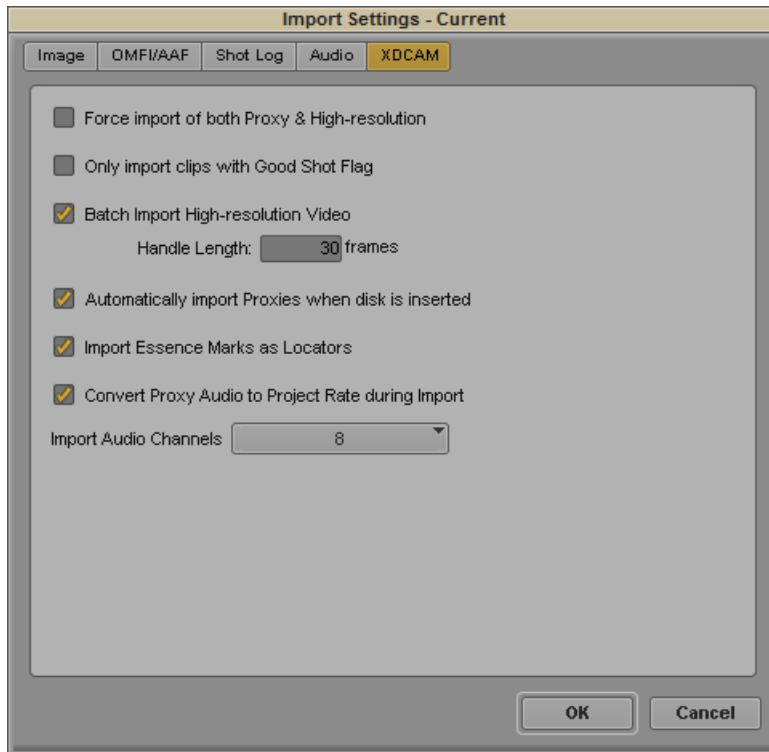 Import Settings - Current
Image OMFI/AAF Shot Log Audio XDCAM
Force import of both Proxy & High-resolution
Only import clips with Good Shot Flag
Batch Import High-resolution Video
Handle Length: 30 frames
Automatically import Proxies when disk is inserted
Import Essence Marks as Locators
Convert Proxy Audio to Project Rate during Import
Import Audio Channels 8
OK Cancel